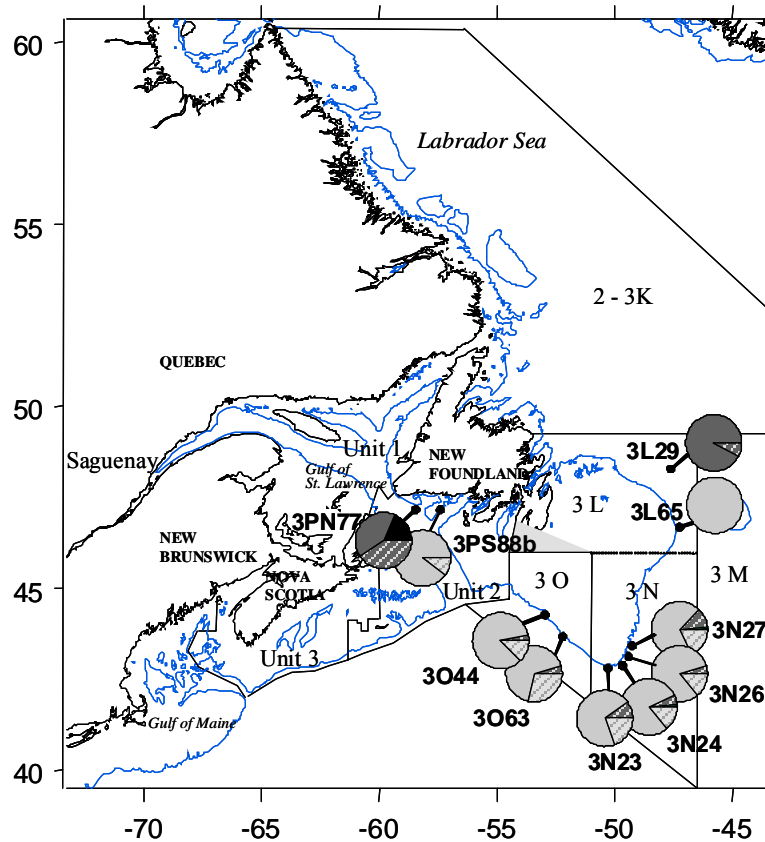 60
Labrador Sea
55
2 - 3K
QUEBEC
50
Unit 1
Saguenay
NEW
FOUNDLAND
3L29
Gulf of
St. Lawrence
3 L
3L65
3PN77
NEW
BRUNSWICK
3PS88b
NOVA
SCOTIA
Unit 2
3 O
3 N
3 M
45
3N27
Unit 3
3O44
3N26
3O63
Gulf of Maine
3N24
3N23
40
-70
-65
-60
-55
-50
-45